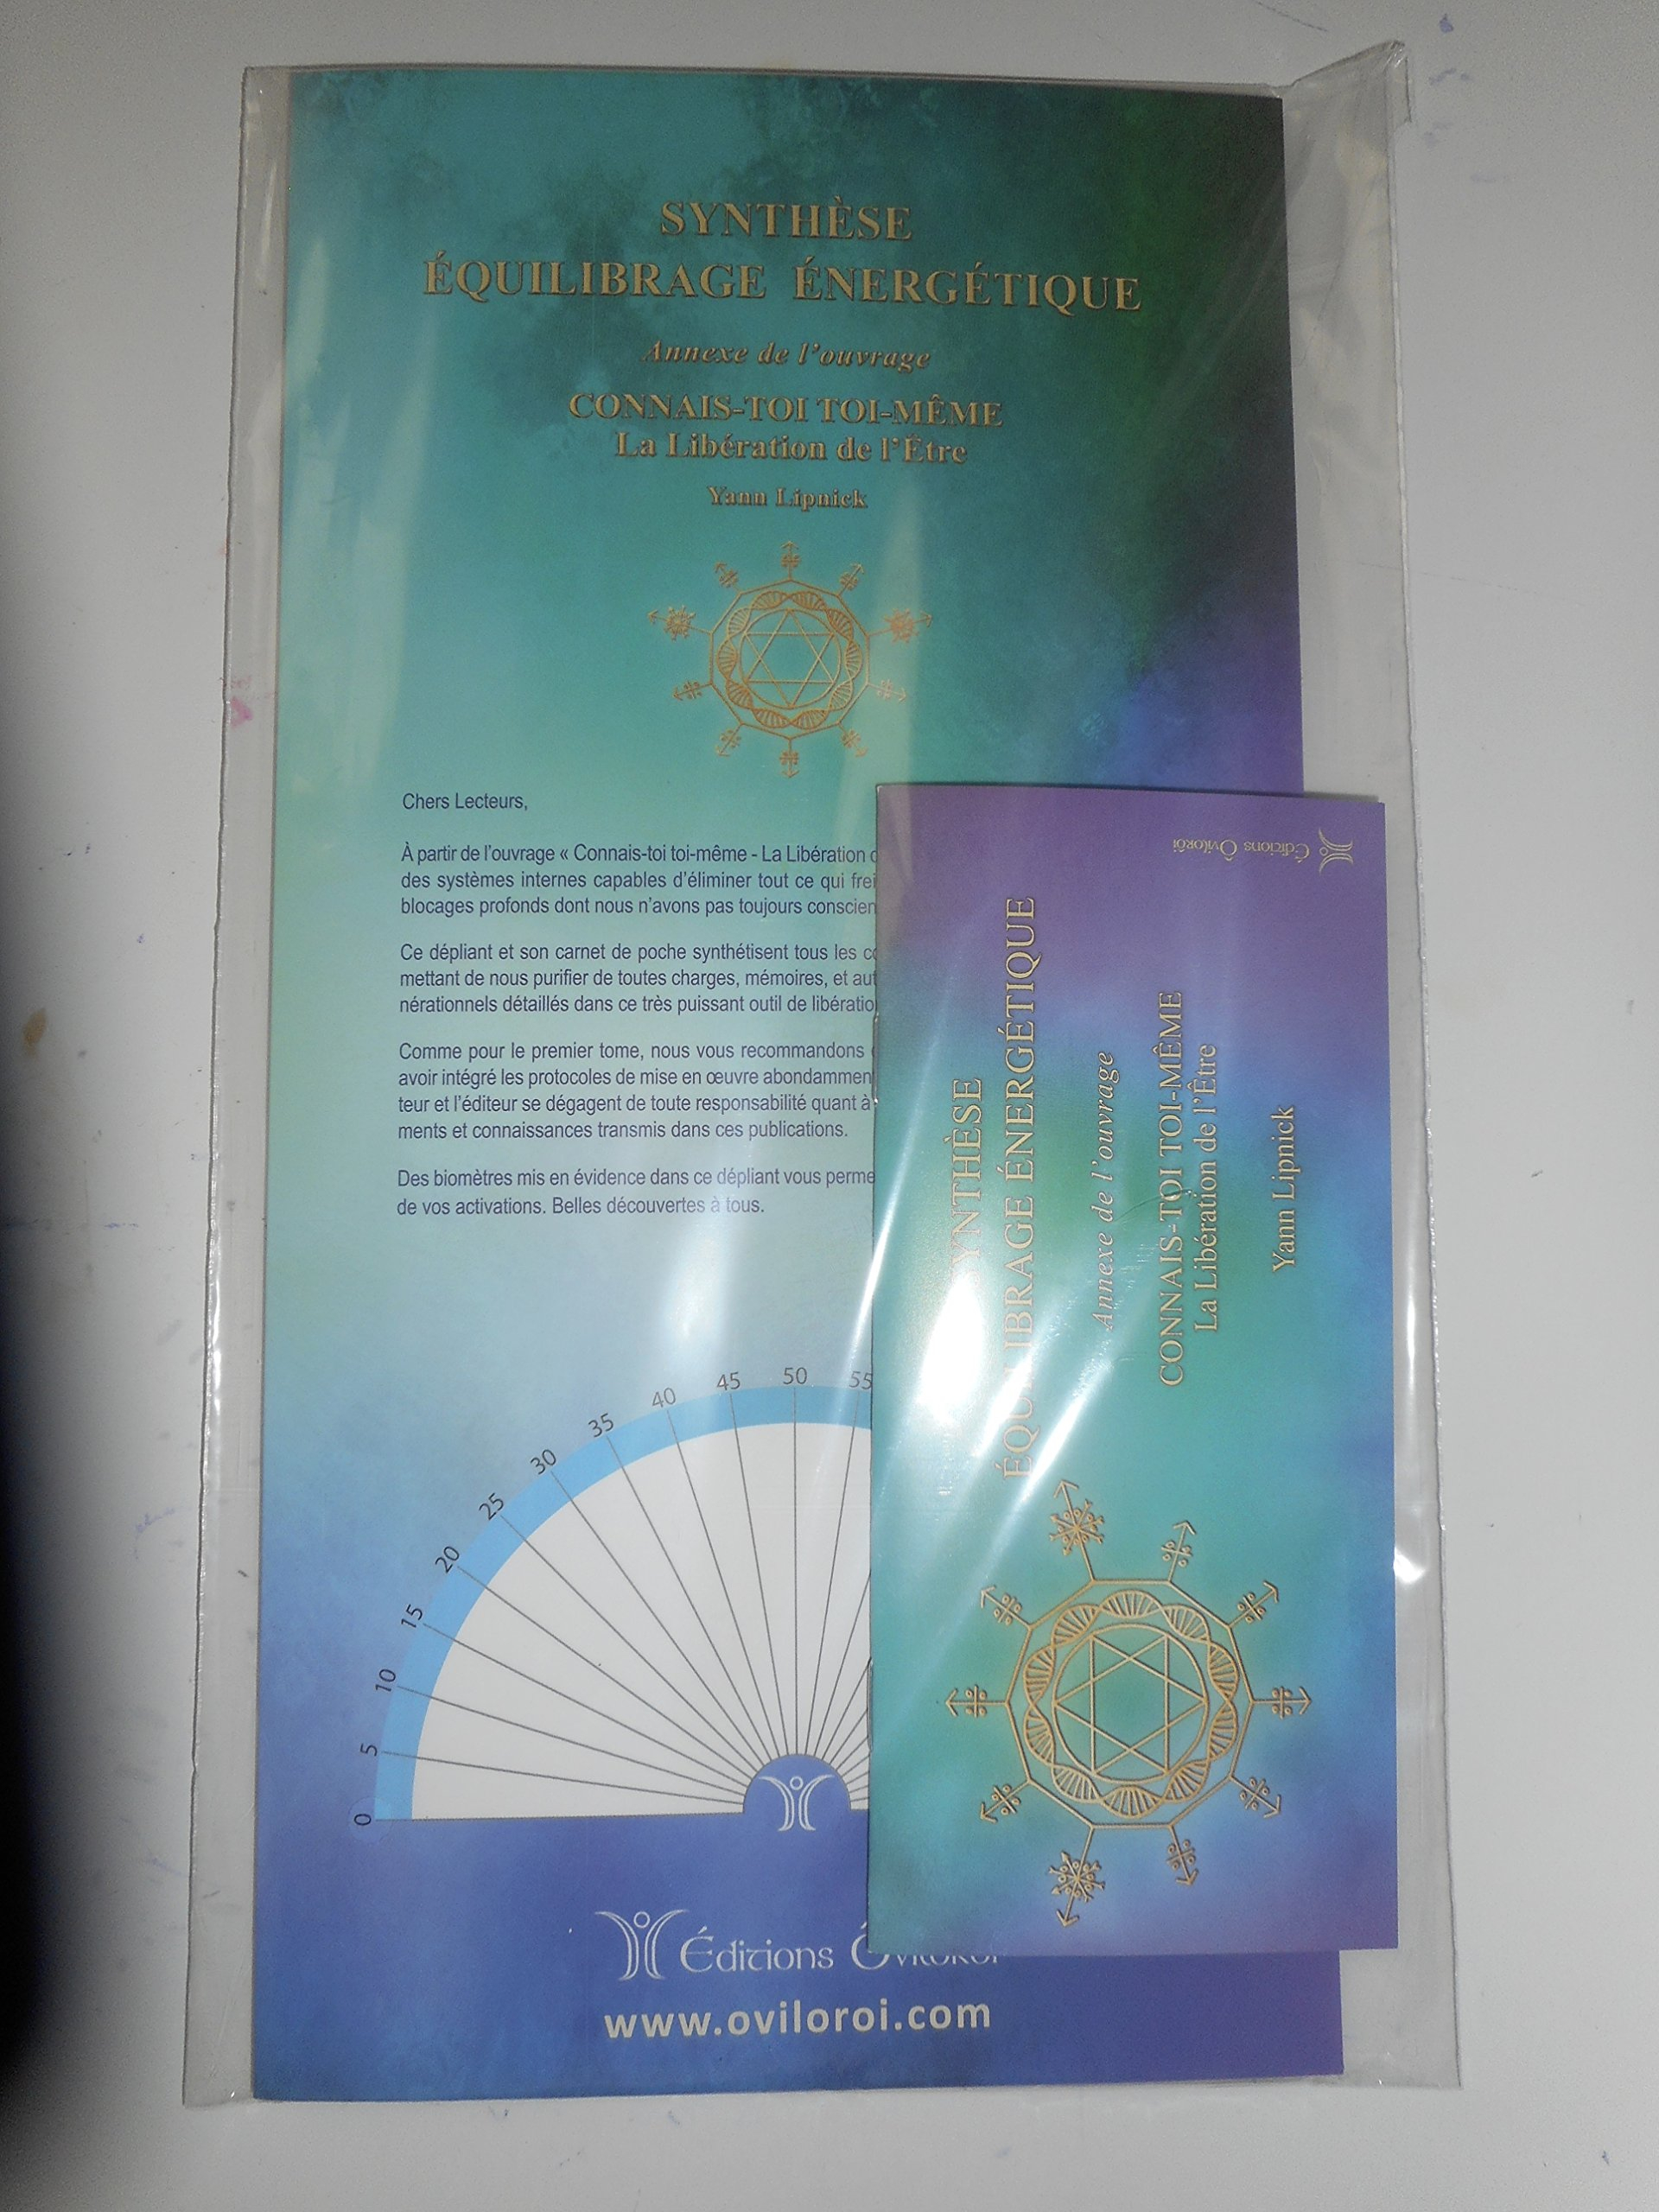 SYNTHÈSE
ÉQUILIBRAGE ÉNERGÉTIQUE
Annexe de l'ouvrage
CONNAIS-TOI TOI-MÊME
La Libération de l'Être
Yann Lipnick
Chers Lecteurs,
À partir de l'ouvrage « Connais-toi toi-même - La Libération
des systèmes internes capables d'éliminer tout ce qui
blocages profonds dont nous n'avons pas toujours
Ce dépliant et son carnet de poche synthétisent tous les
mettant de nous purifier de toutes charges, mémoires, et
nérationnels détaillés dans ce très puissant outil de
Comme pour le premier tome, nous vous recommandons
avoir intégré les protocoles de mise en œuvre
teur et l'éditeur se dégagent de toute responsabilité quant à
ments et connaissances transmis dans ces publications.
Des biomètres mis en évidence dans ce dépliant vous
de vos activations. Belles découvertes à tous.
0
5
10
15
20
25
30
35
40
45
50
55
Éditions
www.oviloroi.com
Éditions Ôviloroi
SYNTHÈSE
ÉQUILIBRAGE ÉNERGÉTIQUE
Annexe de l'ouvrage
CONNAIS-TOI TOI-MÊME
La Libération de l'Être
Yann Lipnick